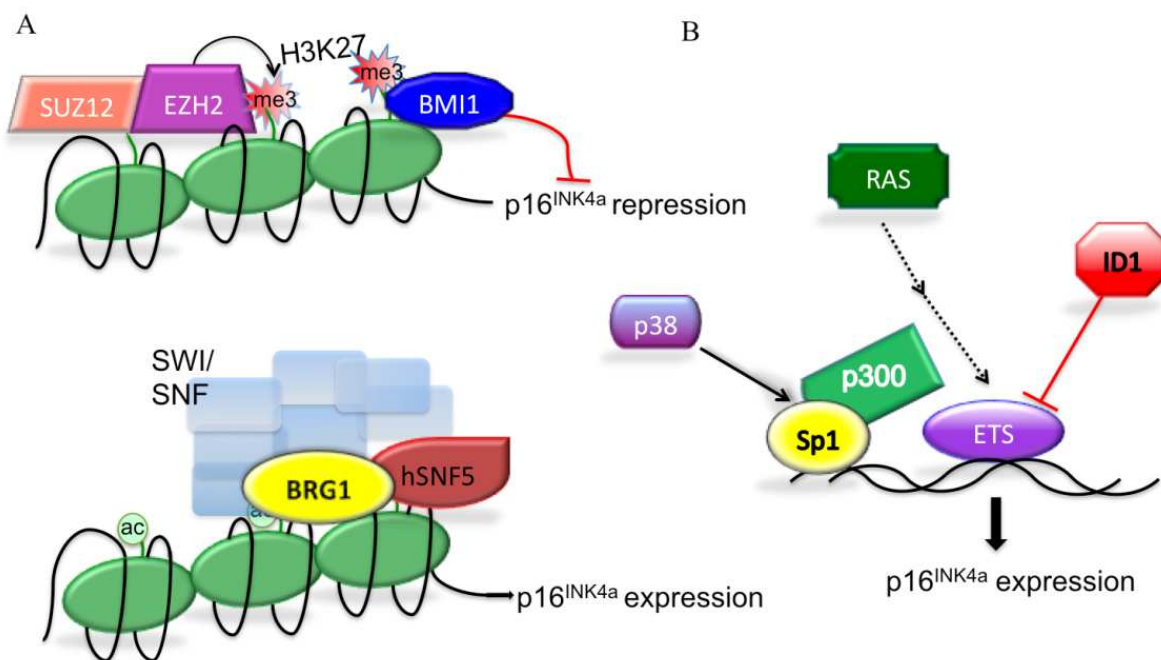 A
H3K27
me3
SUZ12
EZH2
me3
BMI1
p16INK4a repression
SWI/
SNF
BRG1
hSNF5
ac
ac
p16INK4a expression
B
RAS
ID1
p38
p300
Sp1
ETS
p16INK4a expression